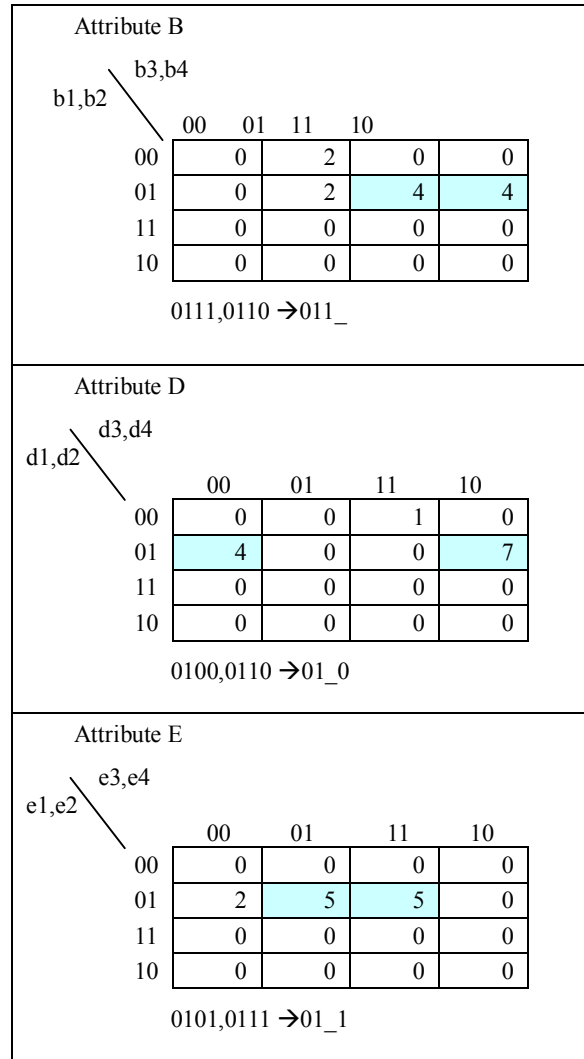 Attribute B
b3,b4
b1,b2
00 01 11 10
00 0 2 0 0
01 0 2 4 4
11 0 0 0 0
10 0 0 0 0
0111,0110 →011_
Attribute D
d3,d4
d1,d2
00 01 11 10
00 0 0 1 0
01 4 0 0 7
11 0 0 0 0
10 0 0 0 0
0100,0110 →01_0
Attribute E
e3,e4
e1,e2
00 01 11 10
00 0 0 0 0
01 2 5 5 0
11 0 0 0 0
10 0 0 0 0
0101,0111 →01_1